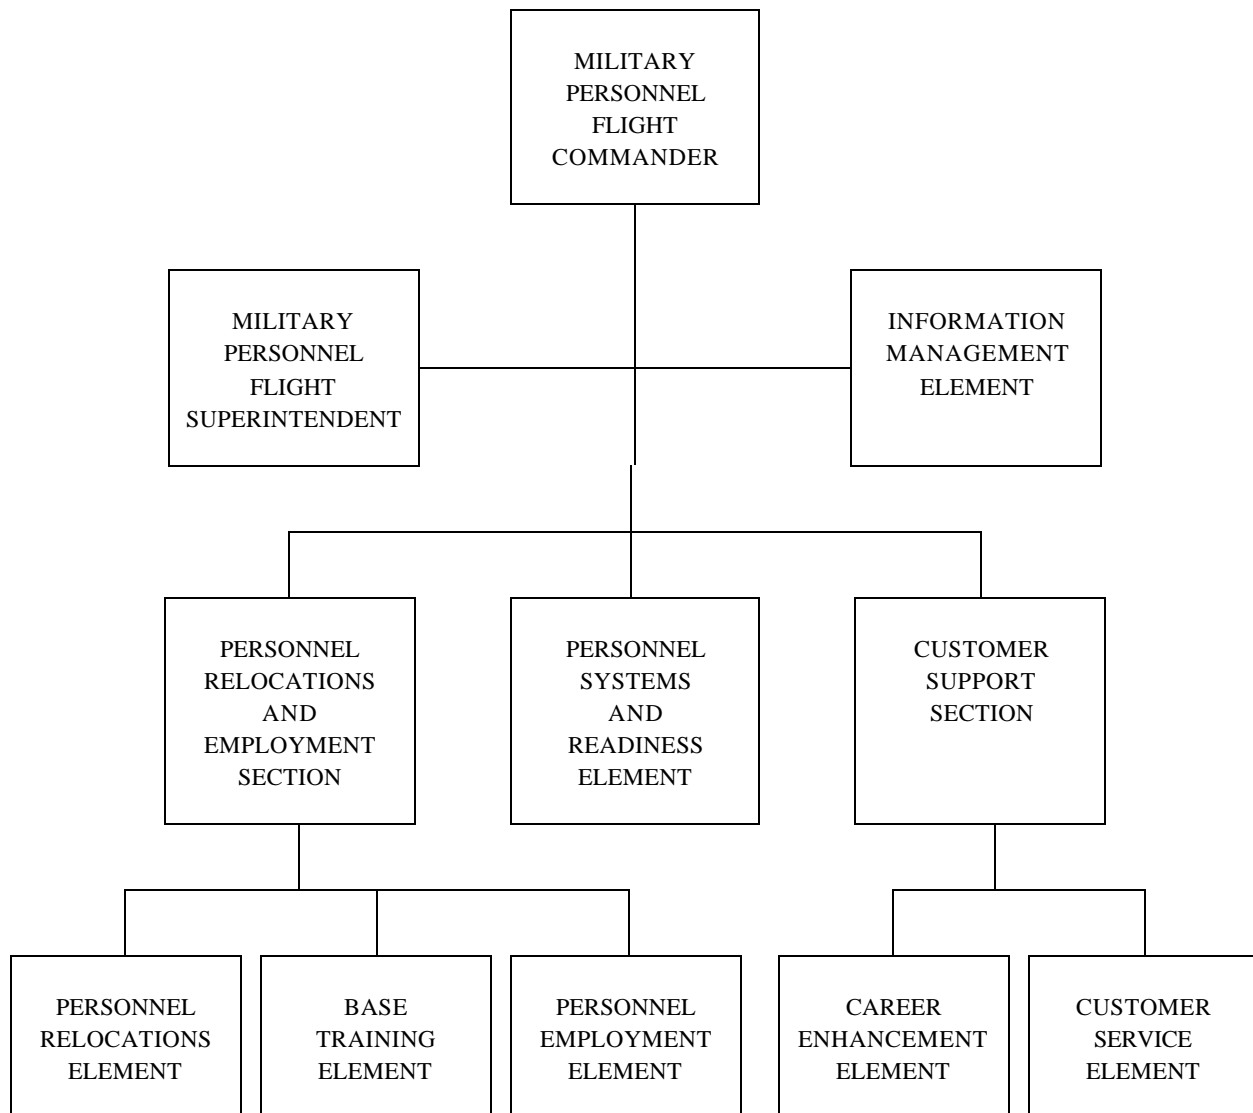 MILITARY
PERSONNEL
FLIGHT
COMMANDER
MILITARY
PERSONNEL
FLIGHT
SUPERINTENDENT
INFORMATION
MANAGEMENT
ELEMENT
PERSONNEL
RELOCATIONS
AND
EMPLOYMENT
SECTION
PERSONNEL
SYSTEMS
AND
READINESS
ELEMENT
CUSTOMER
SUPPORT
SECTION
PERSONNEL
RELOCATIONS
ELEMENT
BASE
TRAINING
ELEMENT
PERSONNEL
EMPLOYMENT
ELEMENT
CAREER
ENHANCEMENT
ELEMENT
CUSTOMER
SERVICE
ELEMENT